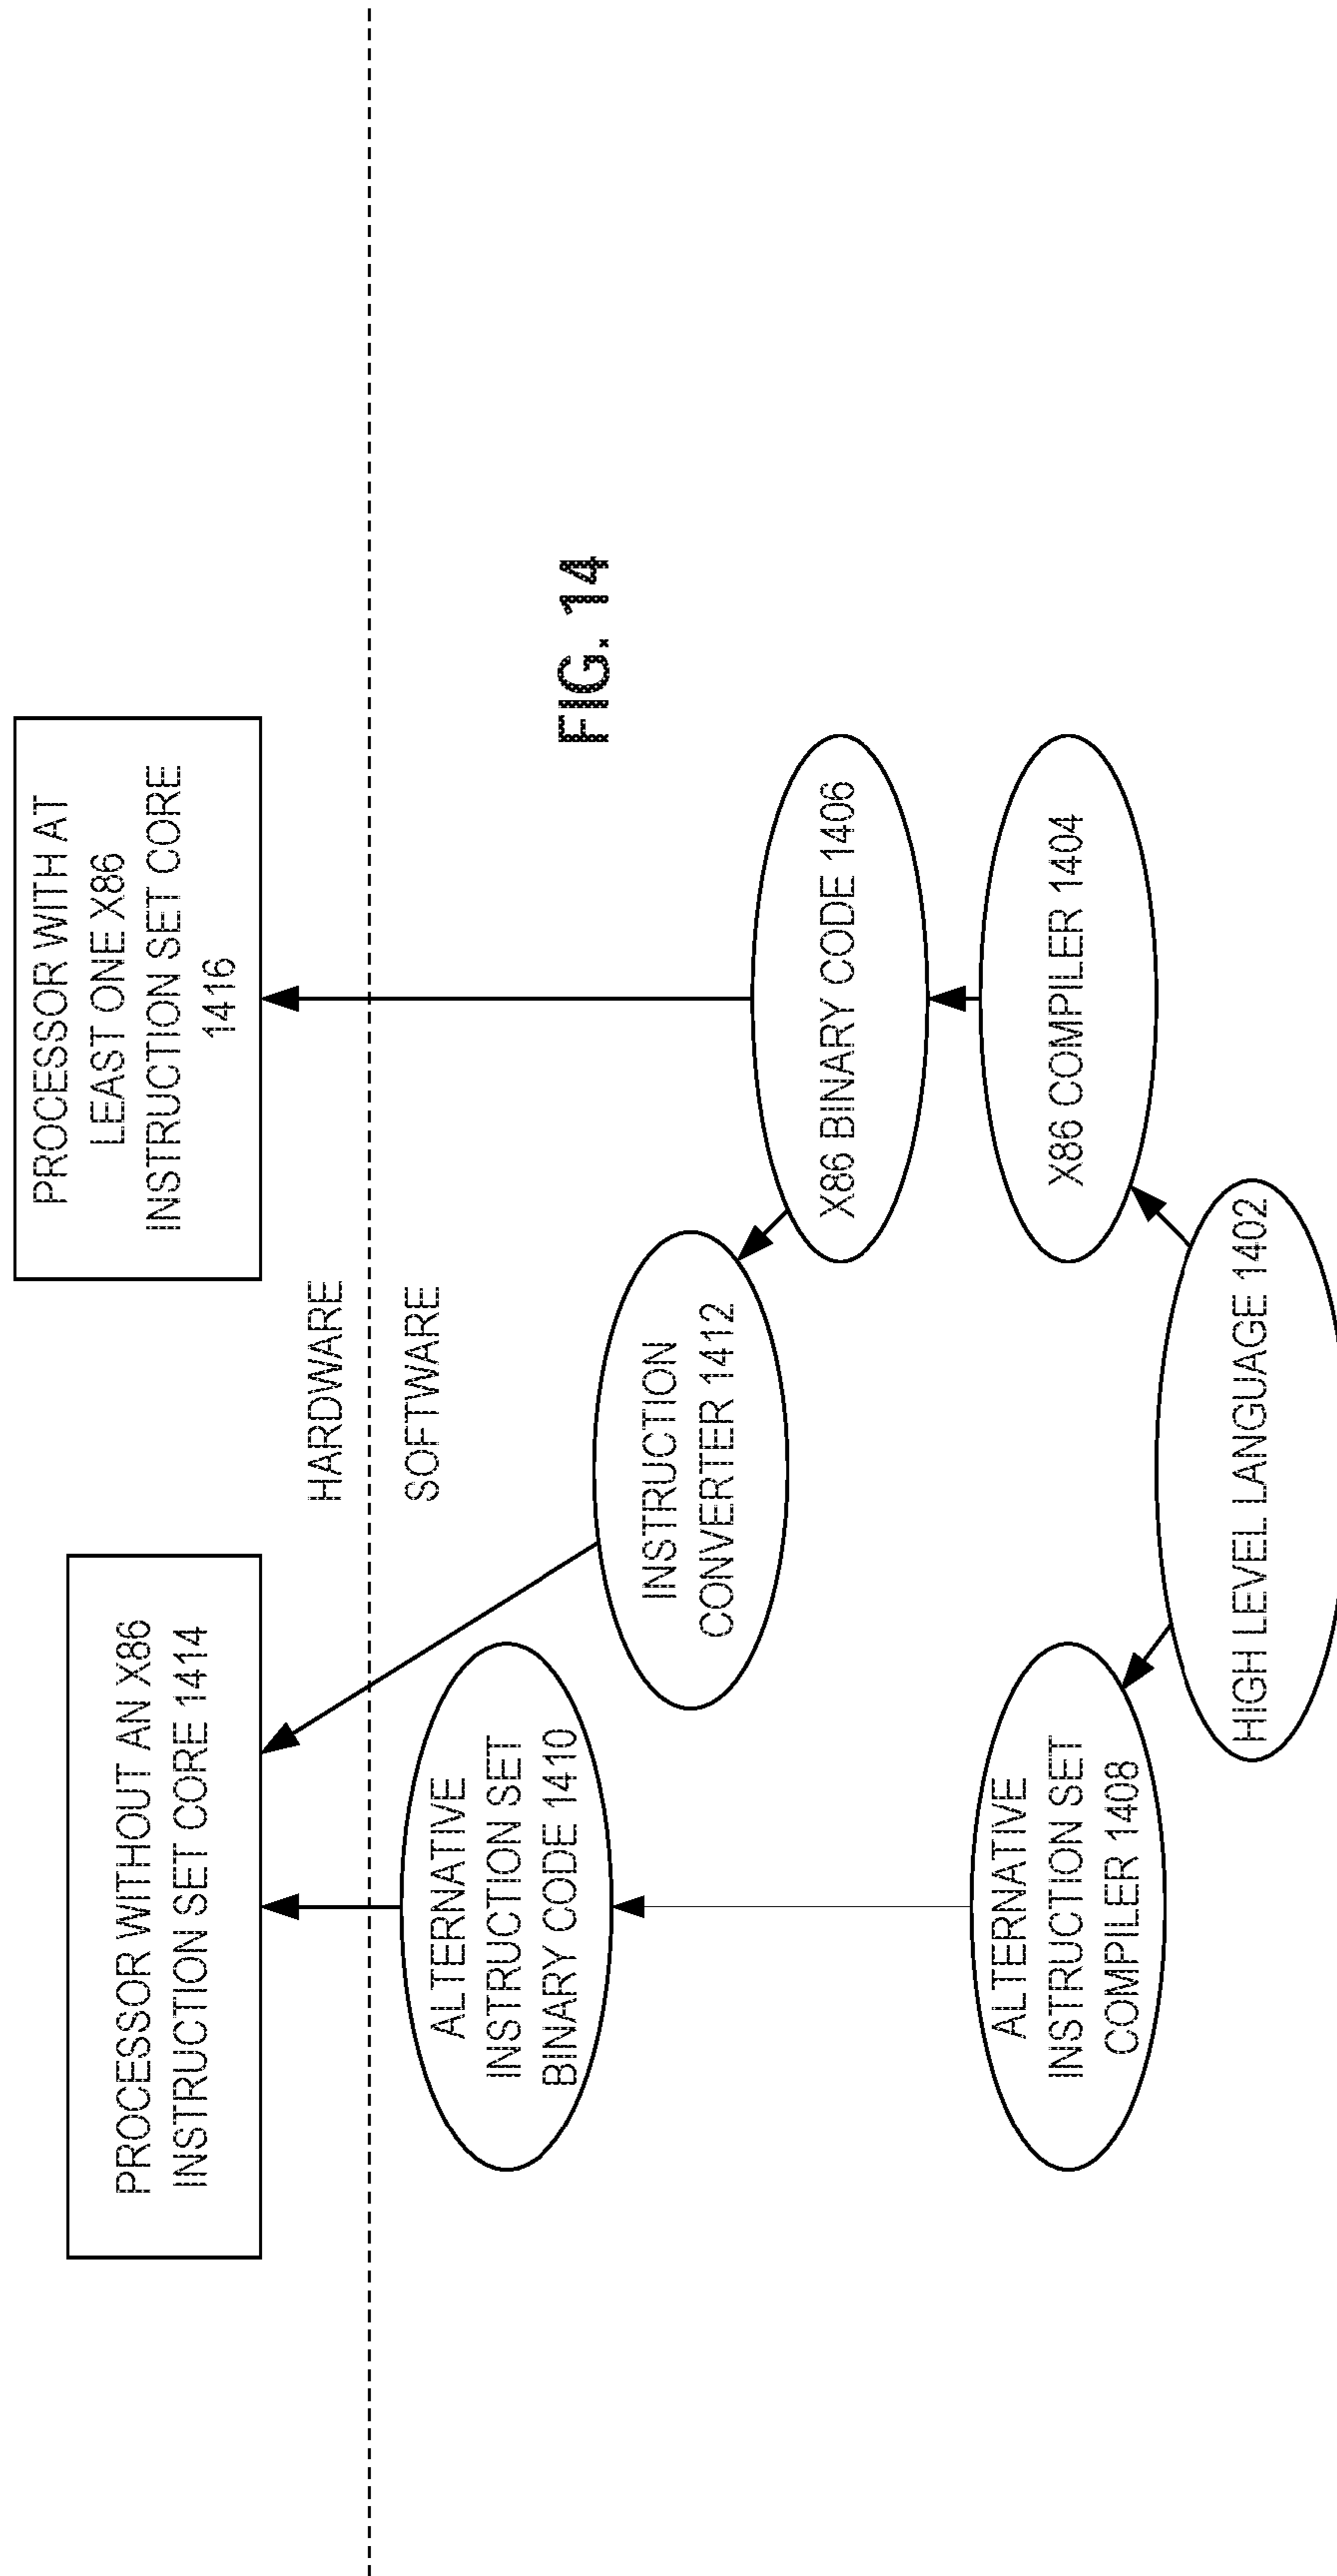 PROCESSOR WITHOUT AN X86
INSTRUCTION SET CORE 1414
PROCESSOR WITH AT
LEAST ONE X86
INSTRUCTION SET CORE
1416
HARDWARE
SOFTWARE
ALTERNATIVE
INSTRUCTION SET
BINARY CODE 1410
INSTRUCTION
CONVERTER 1412
FIG. 14
X86 BINARY CODE 1406
ALTERNATIVE
INSTRUCTION SET
COMPILER 1408
X86 COMPILER 1404
HIGH LEVEL LANGUAGE 1402